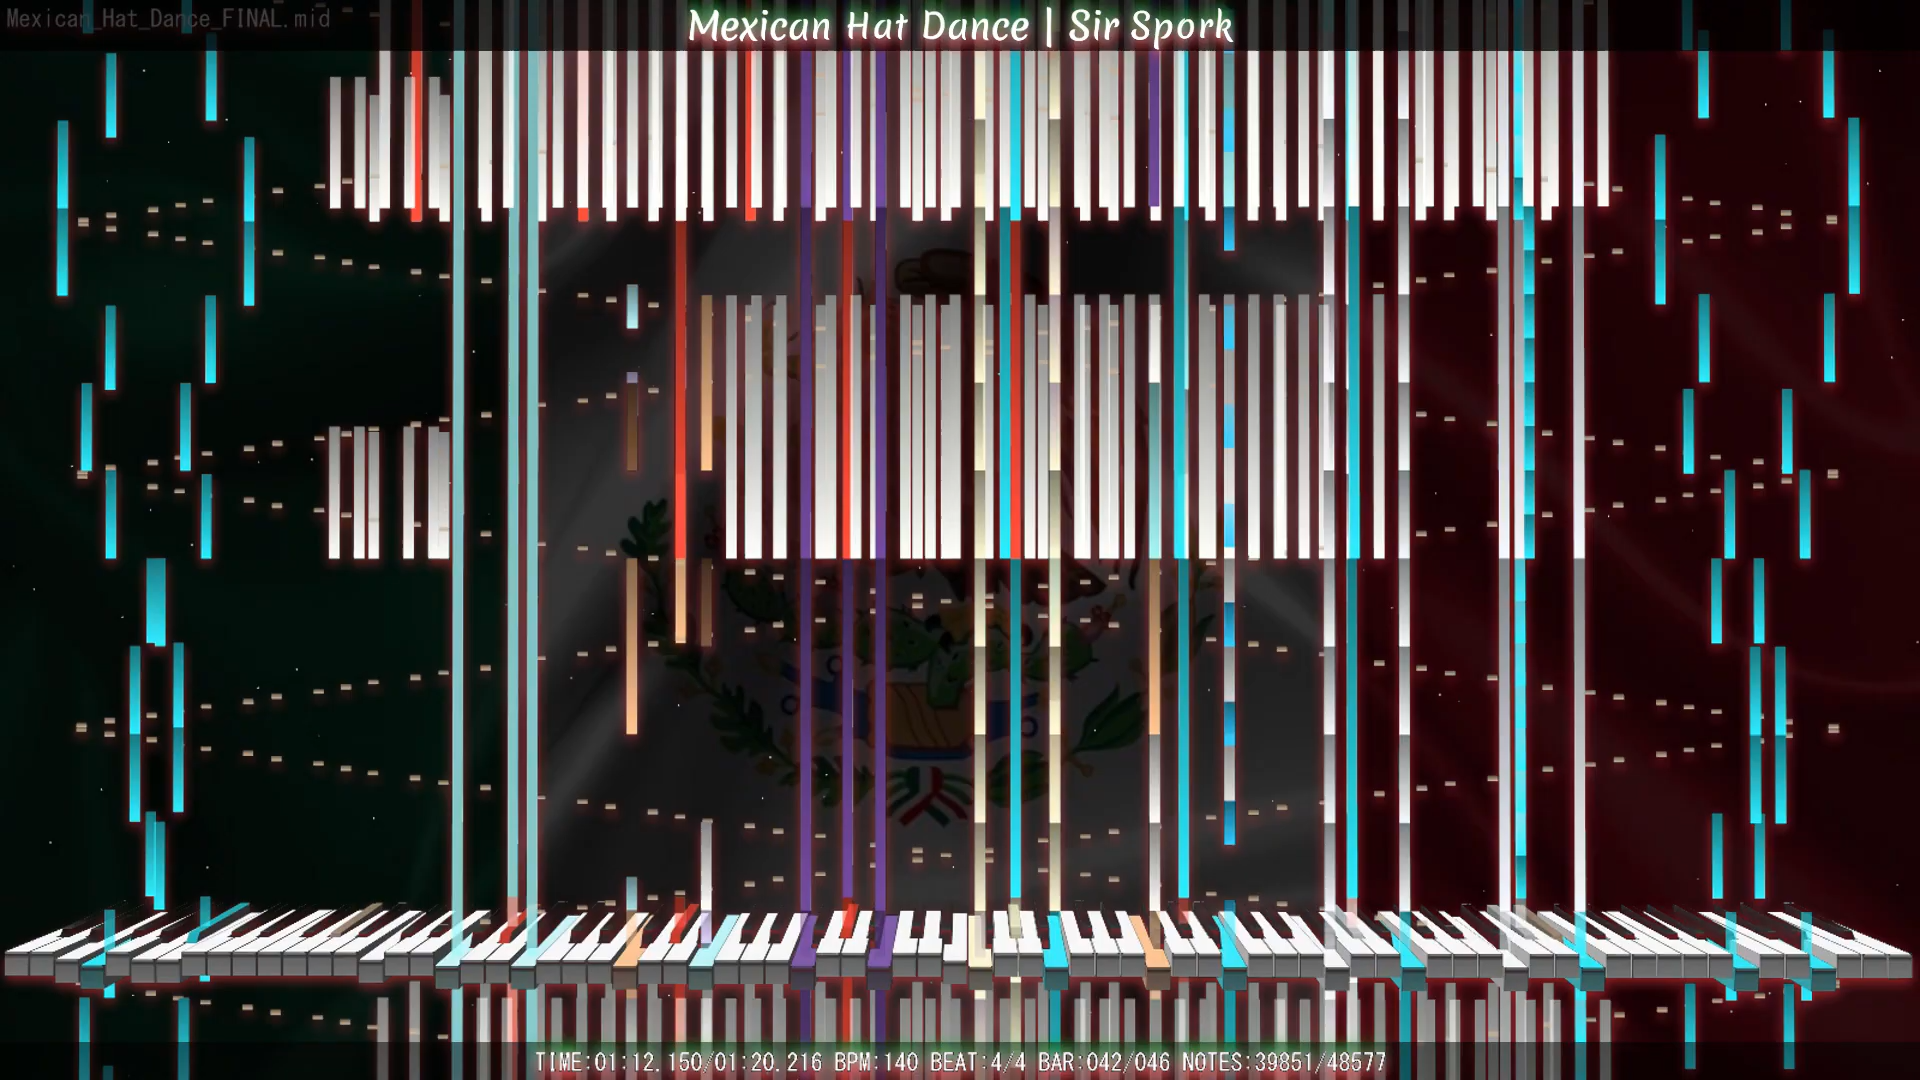 Mexican_Hat_Dance_FINAL.mid
Mexican Hat Dance | Sir Spork
TIME:01:12.150/01:20.216 BPM:140 BEAT:4/4 BAR:042/046 NOTES:39851/48577